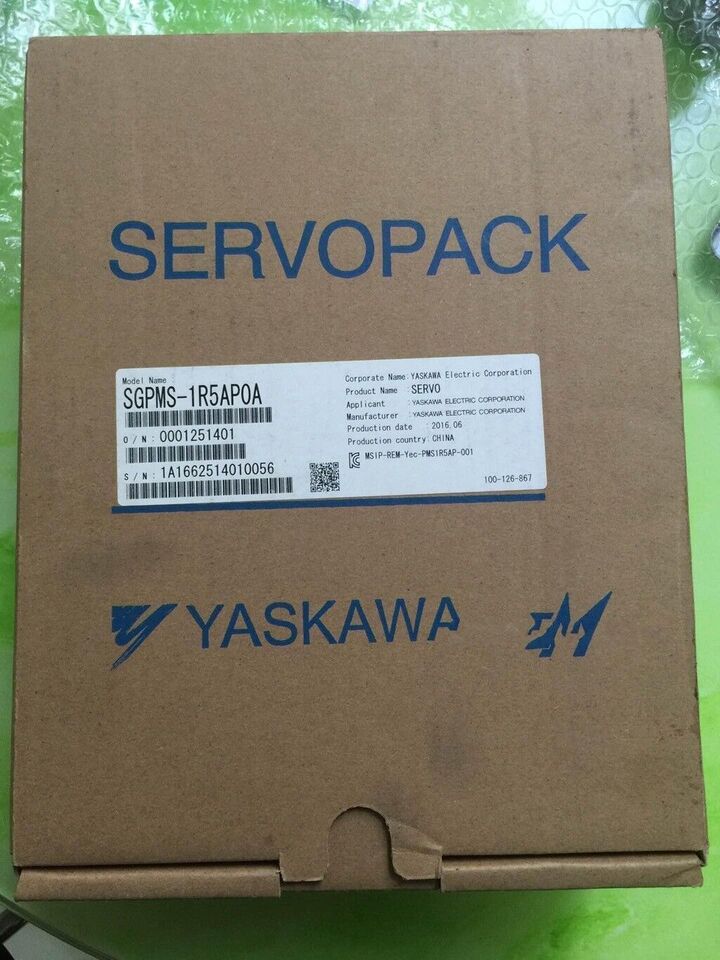 SERVOPACK
Model Name
SGPMS-1R5AP0A
O/N: 0001251401
S/N: 1A1662514010056
Corporate Name: YASKAWA Electric Corporation
Product Name : SERVO
Applicant : YASKAWA ELECTRIC CORPORATION
Manufacturer : YASKAWA ELECTRIC CORPORATION
Production date : 2016.06
Production country: CHINA
MSIP-REM-Yec-PMS1R5AP-001
100-126-867
YASKAWA